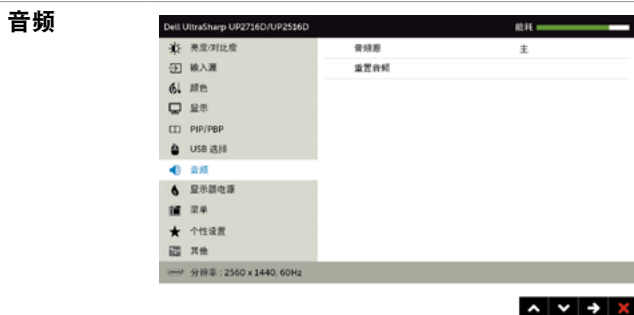 音频
Dell UltraSharp UP2716D/UP2516D 能耗
亮度/对比度 音频源 主
输入源 重置音频
颜色
显示
PIP/PBP
USB 选择
音频
显示器电源
菜单
个性设置
其他
分辨率 : 2560 x 1440, 60Hz